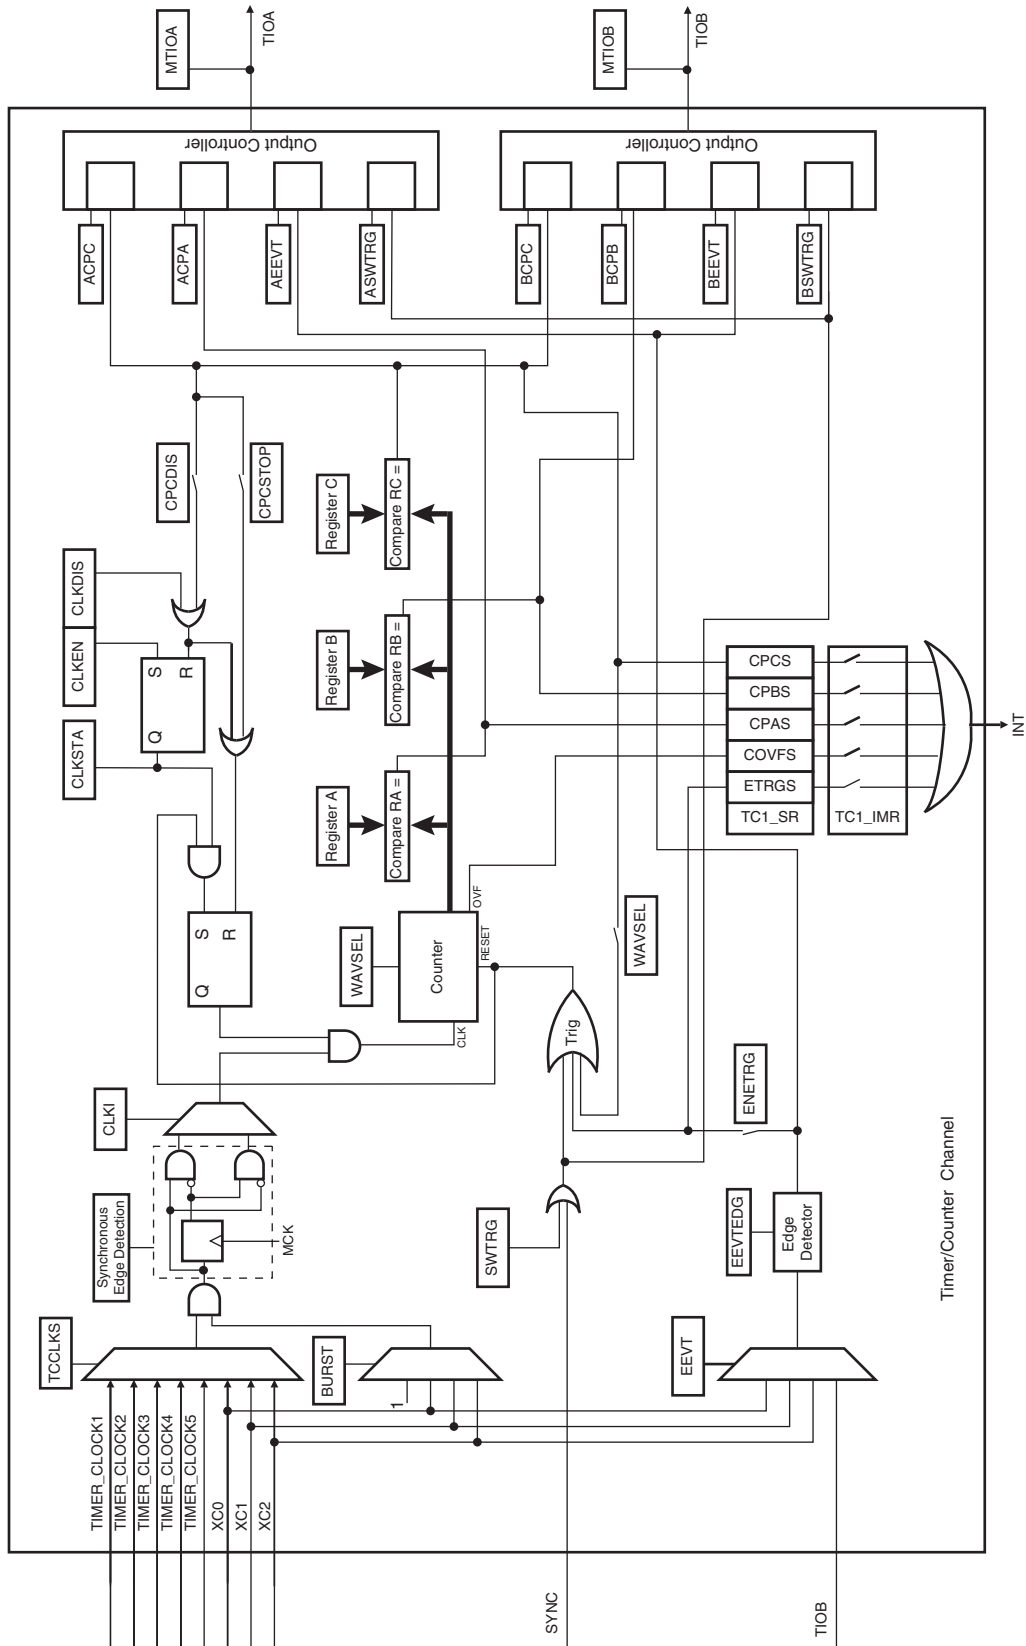 TCCLKS
TIMER_CLOCK1
TIMER_CLOCK2
TIMER_CLOCK3
TIMER_CLOCK4
TIMER_CLOCK5
XC0
XC1
XC2
Synchronous
Edge Detection
CLKI
MCK
BURST
1
SYNC
SWTRG
TIOB
EEVT
EEVTEDG
Edge
Detector
ENETRG
CLKSTA
CLKEN
CLKDIS
Q
S
R
Q
S
R
CPCDIS
CPCSTOP
WAVSEL
Counter
CLK
RESET
OVF
Register A
Register B
Register C
Compare RA =
Compare RB =
Compare RC =
Trig
WAVSEL
CPCS
CPBS
CPAS
COVFS
ETRGS
TC1_SR
TC1_IMR
INT
ACPC
ACPA
AEEVT
ASWTRG
Output Controller
MTIOA
TIOA
BCPC
BCPB
BEEVT
BSWTRG
Output Controller
MTIOB
TIOB
Timer/Counter Channel